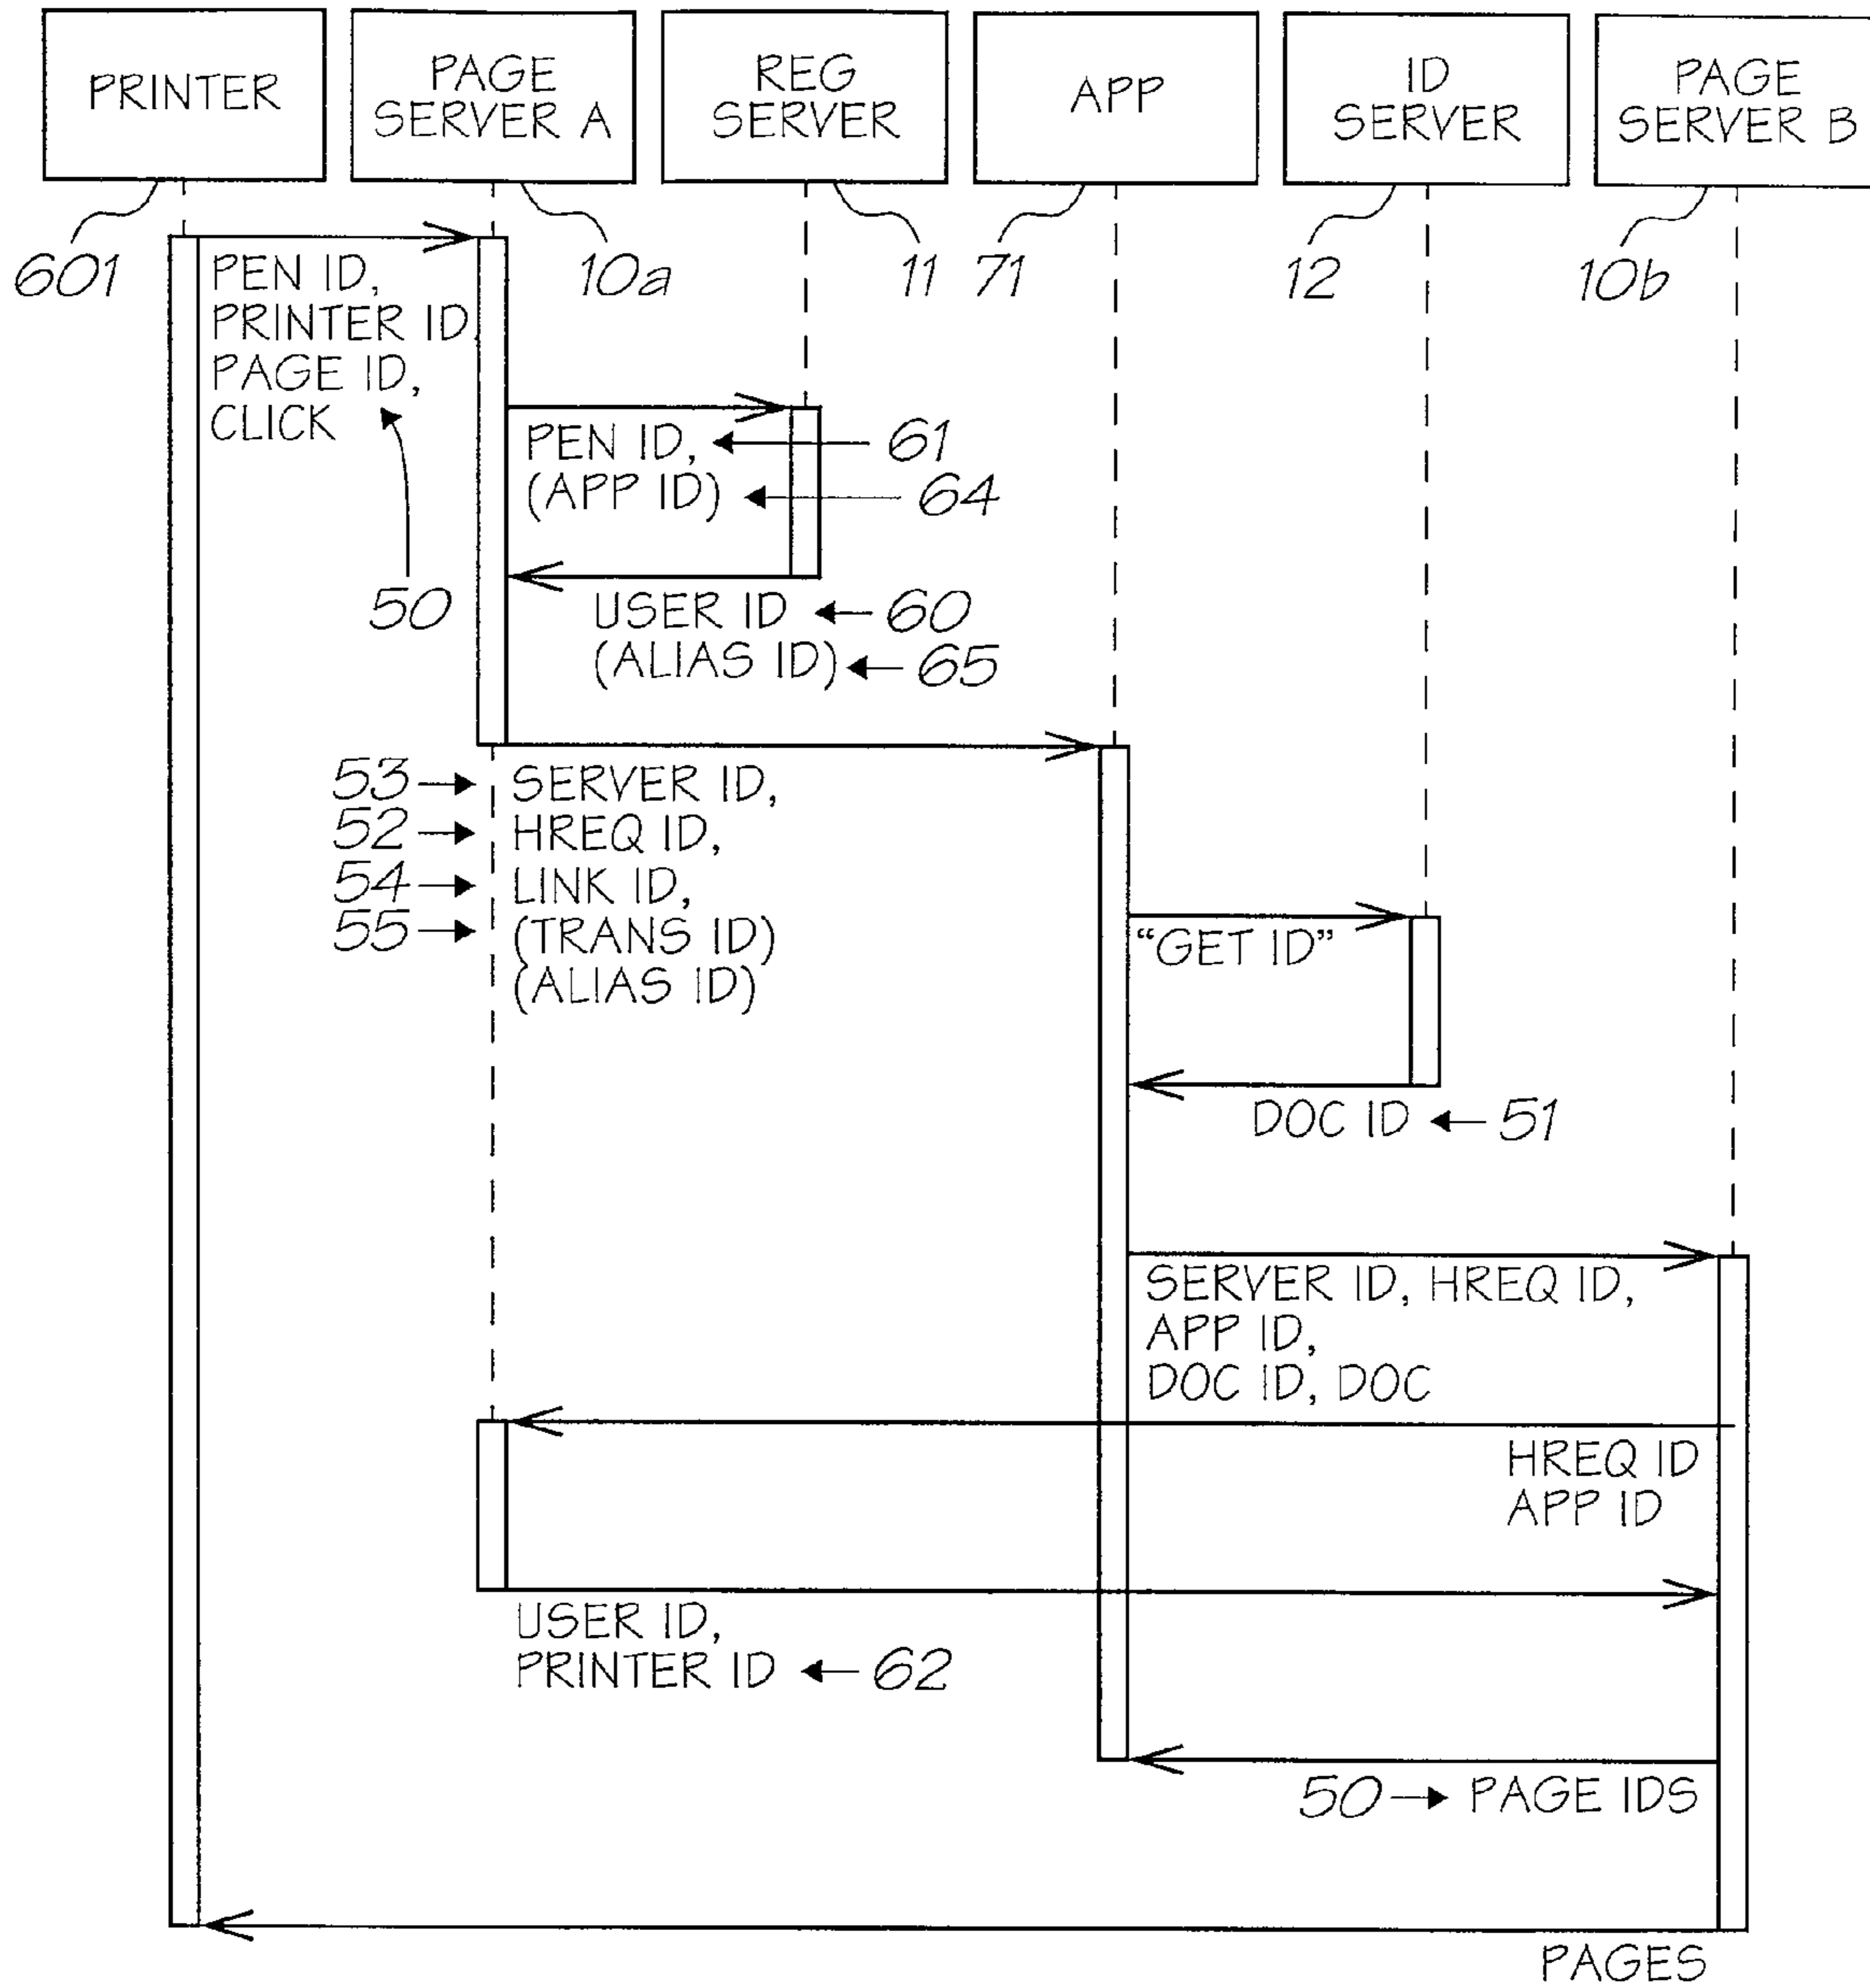 PRINTER
PAGE
SERVER A
REG
SERVER
APP
ID
SERVER
PAGE
SERVER B
601
10a
11
71
12
10b
PEN ID,
PRINTER ID
PAGE ID,
CLICK
50
PEN ID, 61
(APP ID) 64
USER ID 60
(ALIAS ID) 65
53 SERVER ID,
52 HREQ ID,
54 LINK ID,
55 (TRANS ID)
(ALIAS ID)
“GET ID”
DOC ID 51
SERVER ID, HREQ ID,
APP ID,
DOC ID, DOC
HREQ ID
APP ID
USER ID,
PRINTER ID 62
50 PAGE IDS
PAGES